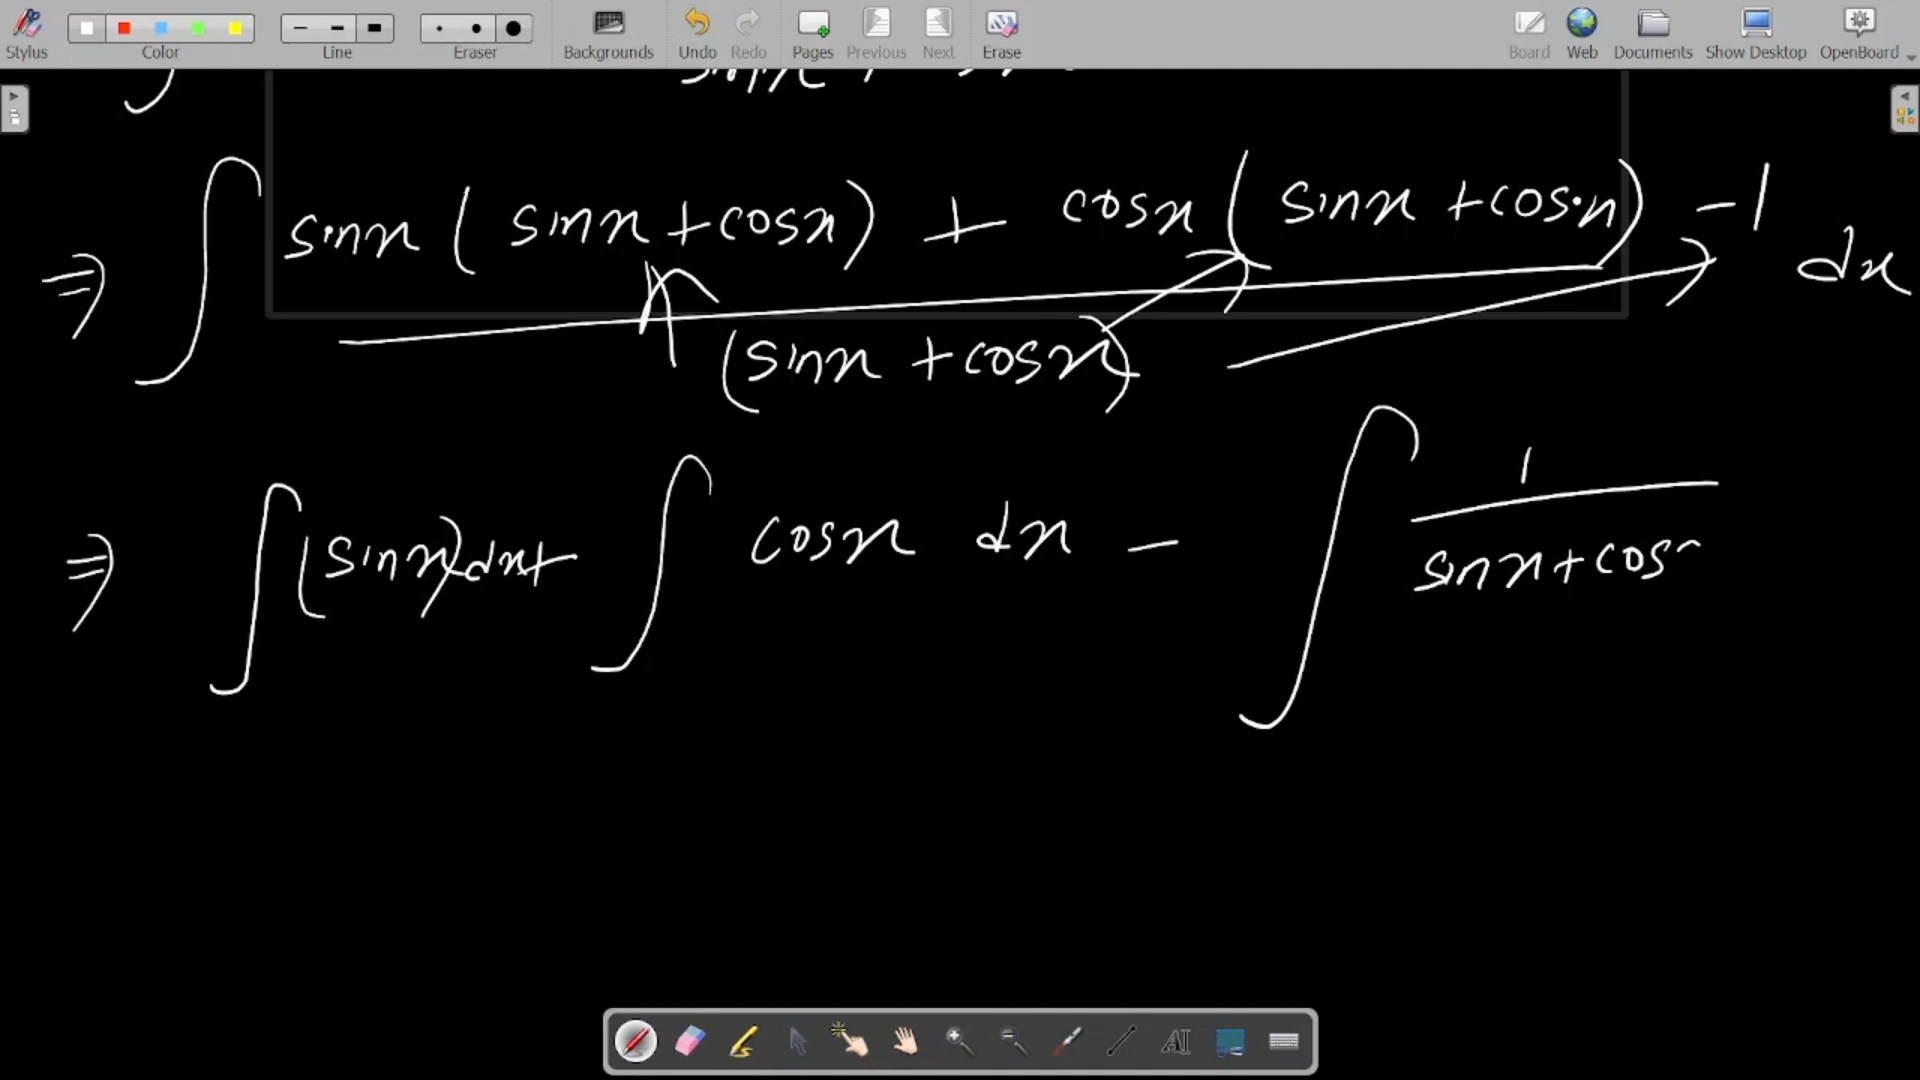 Stylus Color Line Eraser Backgrounds Undo Redo Pages Previous Next Erase Board Web Documents Show Desktop OpenBoard
⇒ ∫ sinx ( sinx +cosx) + cosx ( sinx +cosx) -1 dx
(sinx +cosx)
⇒ ∫ (sinx)dx+ ∫ cosx dx - ∫ 1
sinx+cos
AI